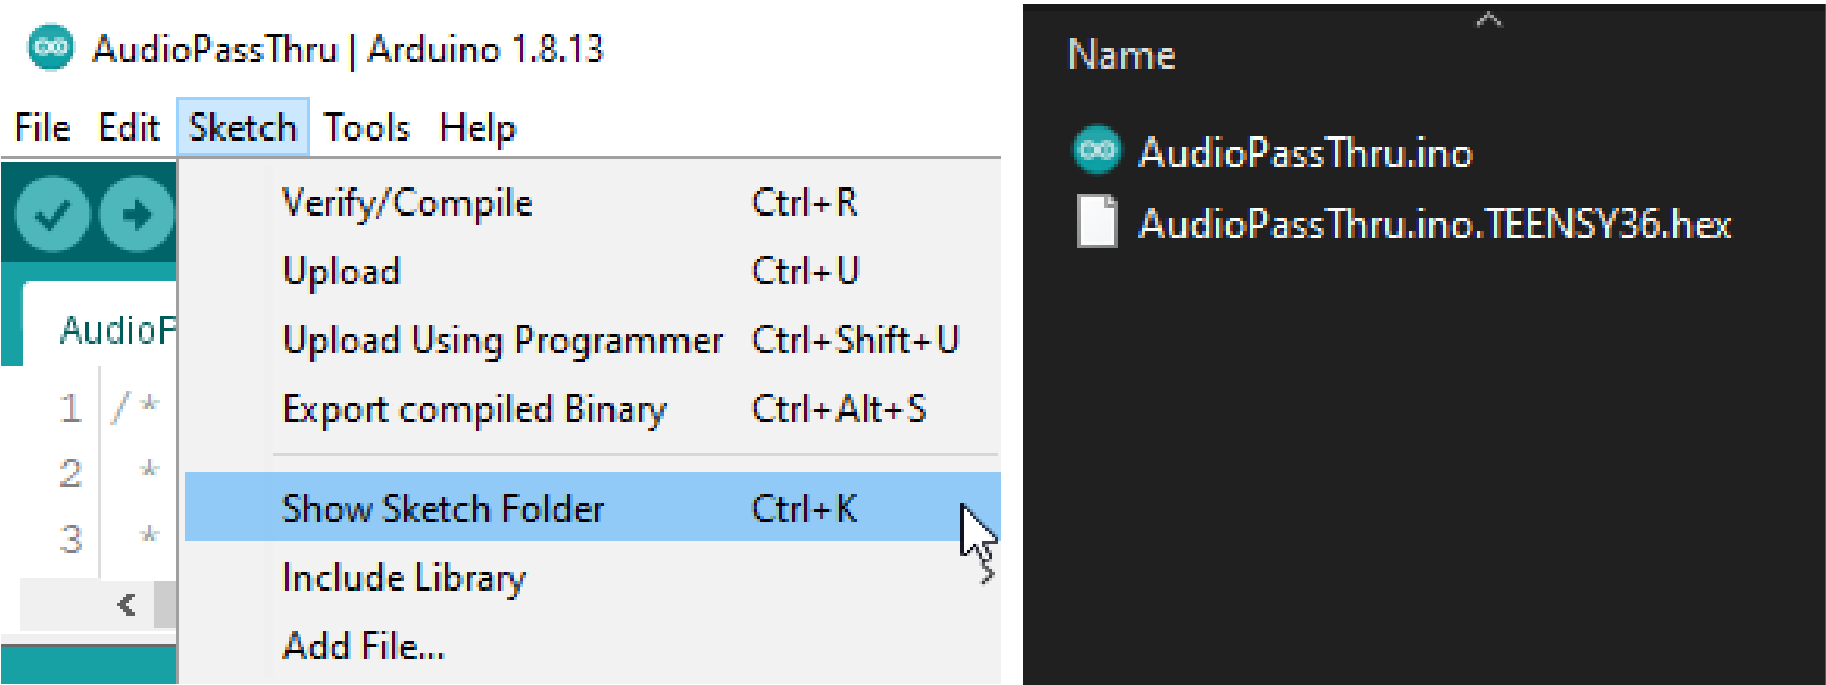 AudioPassThru | Arduino 1.8.13
File Edit Sketch Tools Help
Verify/Compile Ctrl+R
Upload Ctrl+U
Upload Using Programmer Ctrl+Shift+U
Export compiled Binary Ctrl+Alt+S
Show Sketch Folder Ctrl+K
Include Library
Add File...
AudioP
1 /*
2 *
3 *
Name
AudioPassThru.ino
AudioPassThru.ino.TEENSY36.hex